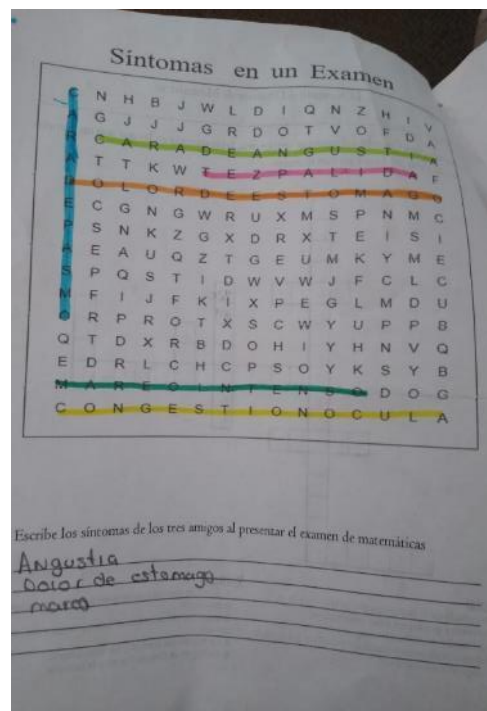 Síntomas en un Examen
C N H B J W L D I Q N Z H I V
A G J J J G R D O T V O F D A
R C A R A D E A N G U S T I A
A T T K W T E Z P A L I D A F
D O L O R D E E S T O M A G O
E C G N G W R U X M S P N M C
P S N K Z G X D R X T E I S I
A E A U Q Z T G E U M K Y M E
S P Q S T I D W V W J F C L C
M F I J F K I X P E G L M D U
O R P R O T X S C W Y U P P B
Q T D X R B D O H I Y H N V Q
E D R L C H C P S O Y K S Y B
M A R E O I N T E N S O D O G
C O N G E S T I O N O C U L A
Escribe los síntomas de los tres amigos al presentar el examen de matemáticas
Angustia
Dolor de estomago
mareo